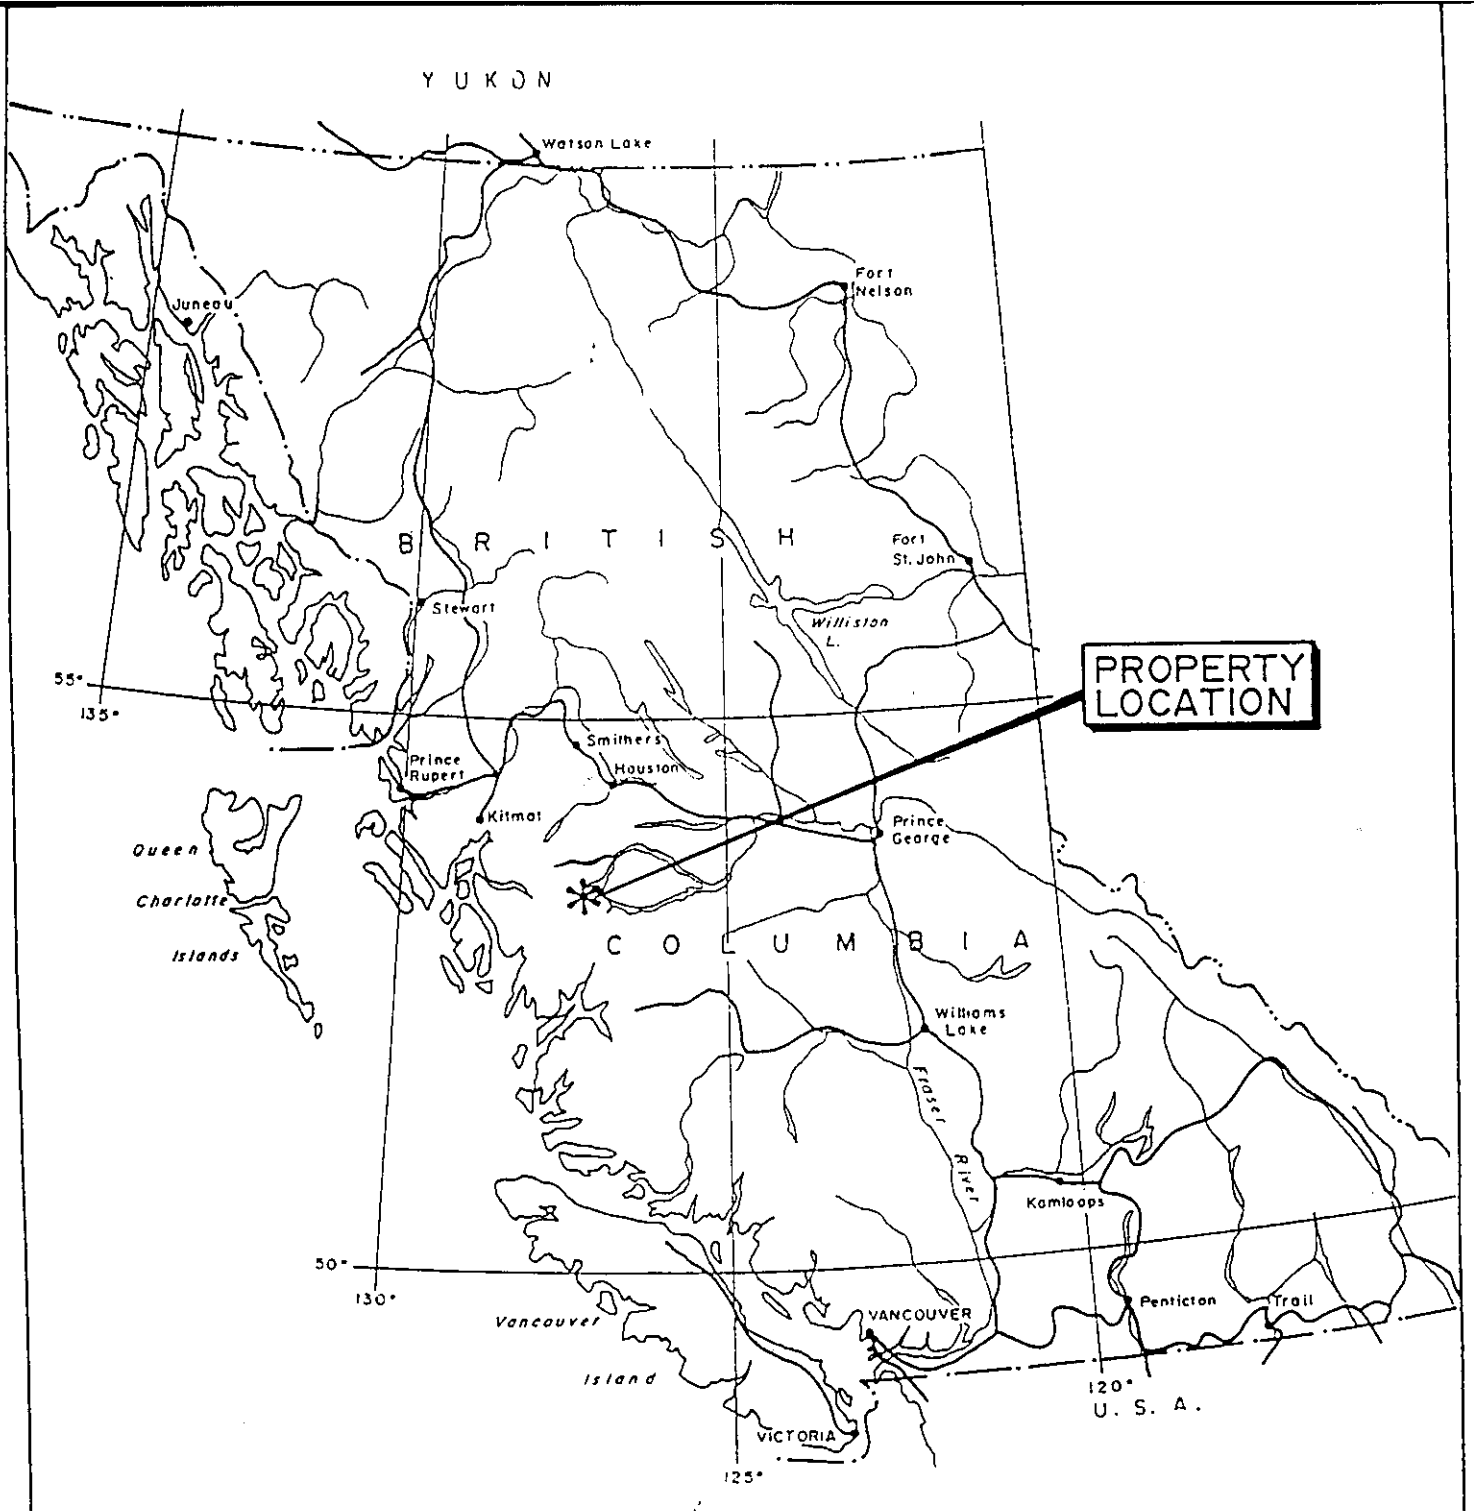 YUKON
Watson Lake
Fort
Nelson
Juneau
BRITISH
Fort
St. John
Stewart
Williston
L.
PROPERTY
LOCATION
55°
135°
Smithers
Prince
Rupert
Houston
Kitmat
Prince
George
Queen
Charlotte
Islands
COLUMBIA
Williams
Lake
Fraser
River
Kamloops
50°
130°
Penticton
Trail
Vancouver
Island
VANCOUVER
120°
U. S. A.
VICTORIA
125°